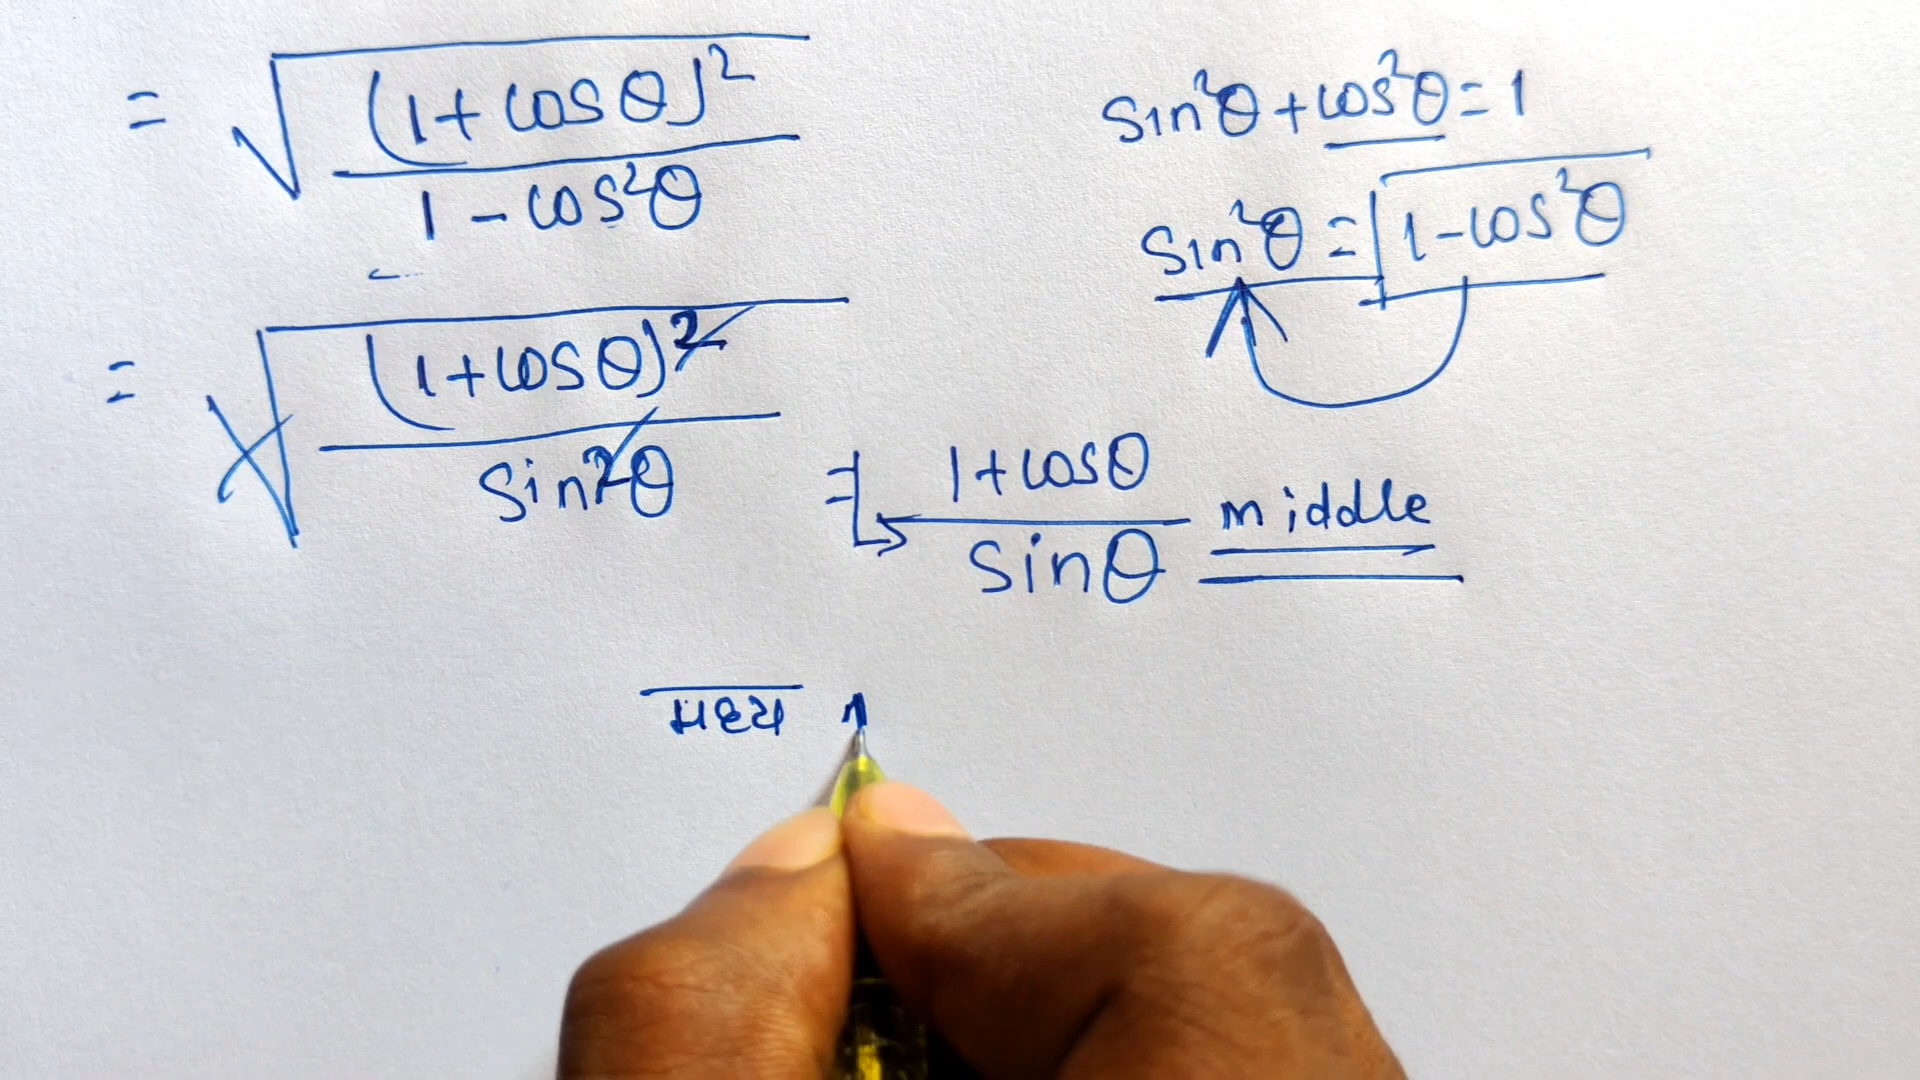 = √((1+cosθ)² / (1-cos²θ))
sin²θ+cos²θ=1
sin²θ = 1-cos²θ
= √((1+cosθ)² / sin²θ)
= (1+cosθ) / sinθ middle
मध्य